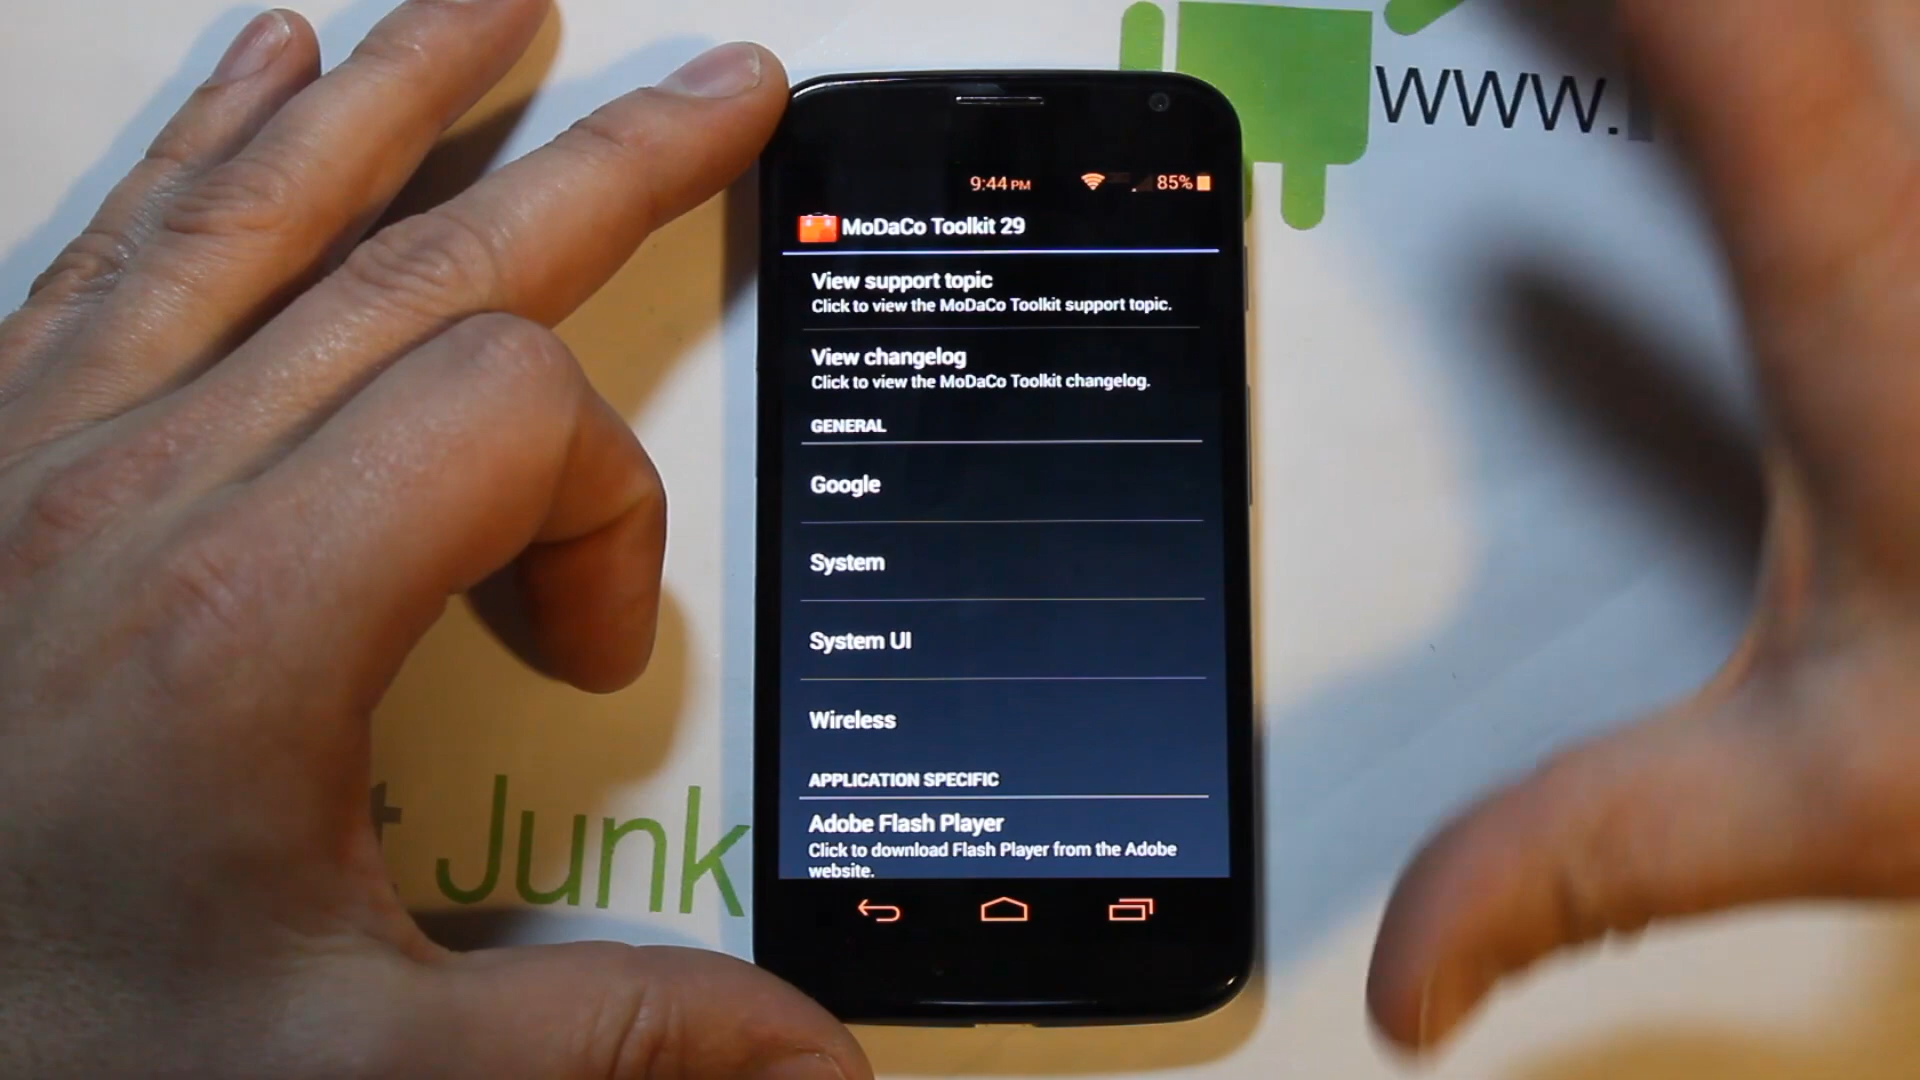 www.
9:44 PM 85%
MoDaCo Toolkit 29
View support topic
Click to view the MoDaCo Toolkit support topic.
View changelog
Click to view the MoDaCo Toolkit changelog.
GENERAL
Google
System
System UI
Wireless
APPLICATION SPECIFIC
Adobe Flash Player
Click to download Flash Player from the Adobe
website.
t Junk